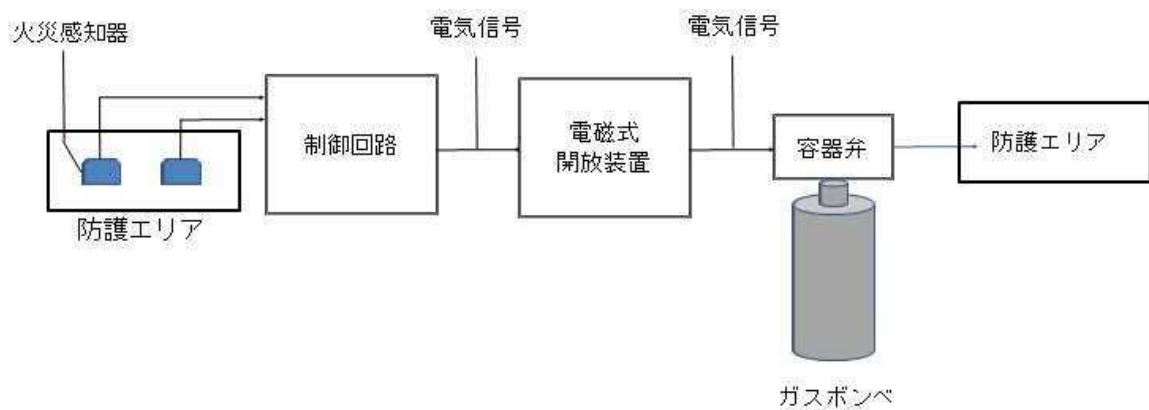 火災感知器
電気信号
電気信号
制御回路
電磁式
開放装置
容器弁
防護エリア
防護エリア
ガスボンベ